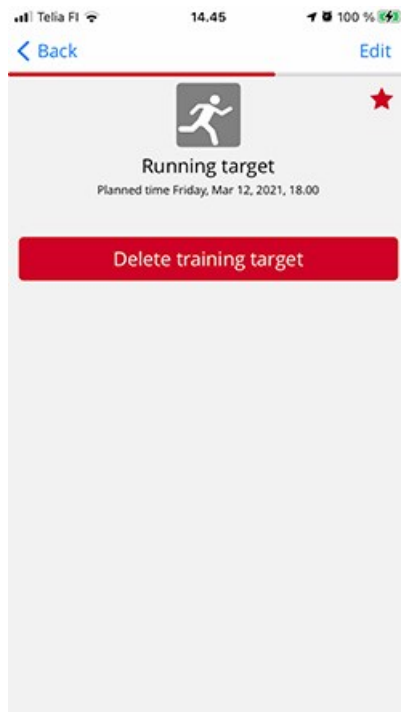 Telia FI 14.45 100 %
Back Edit
Running target
Planned time Friday, Mar 12, 2021, 18.00
Delete training target